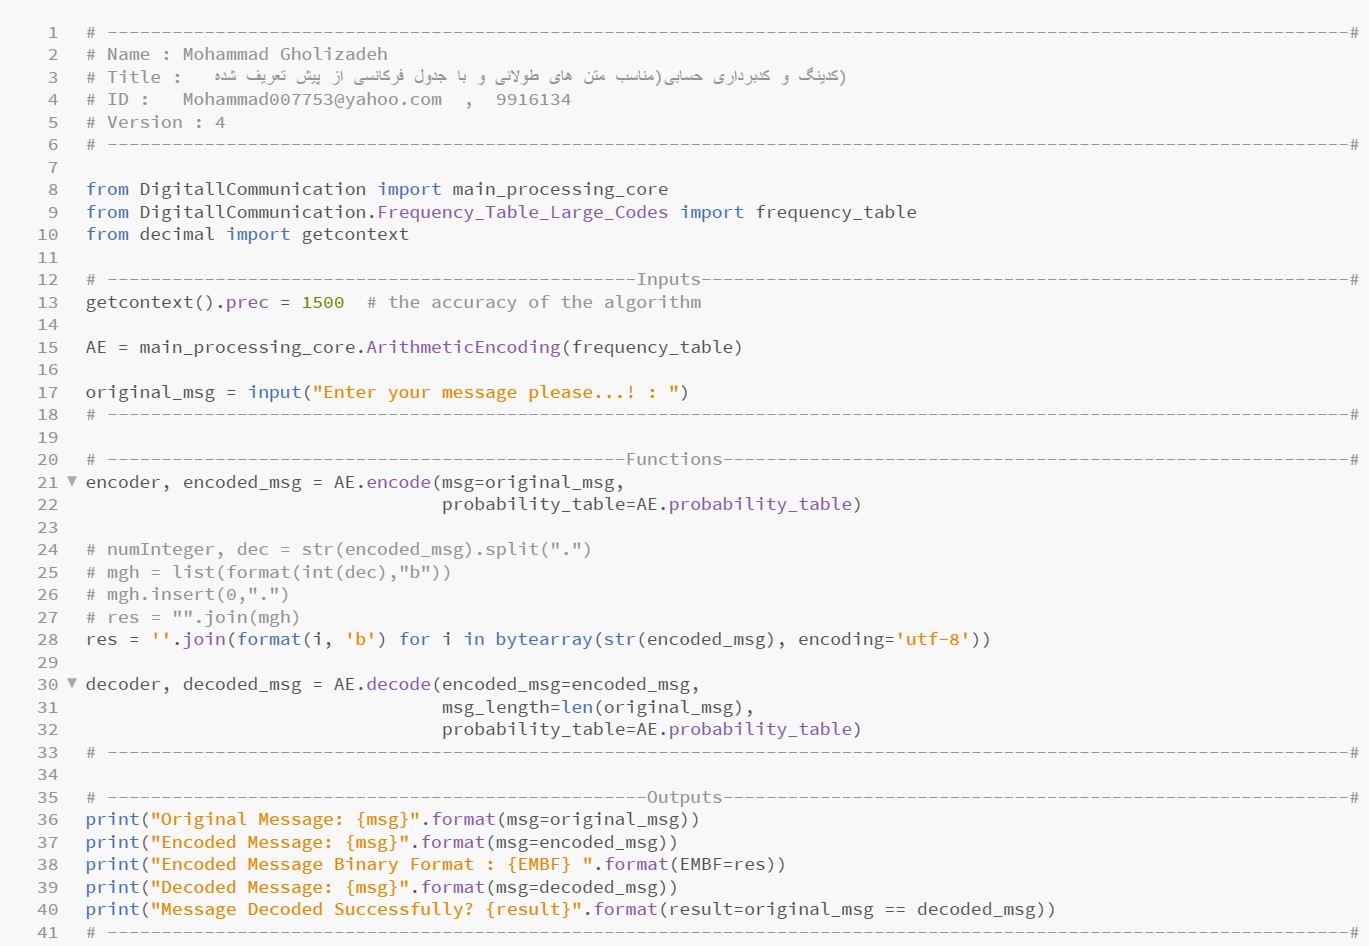 1 # -------------------------------------------------------------------------------------------------------------------#
2 # Name : Mohammad Gholizadeh
3 # Title :   کدینگ و کدبرداری حسابی(مناسب متن های طولانی و با جدول فرکانسی از پیش تعریف شده)
4 # ID :   Mohammad007753@yahoo.com  ,  9916134
5 # Version : 4
6 # -------------------------------------------------------------------------------------------------------------------#
7
8 from DigitallCommunication import main_processing_core
9 from DigitallCommunication.Frequency_Table_Large_Codes import frequency_table
10 from decimal import getcontext
11
12 # -------------------------------------------------Inputs------------------------------------------------------------#
13 getcontext().prec = 1500  # the accuracy of the algorithm
14
15 AE = main_processing_core.ArithmeticEncoding(frequency_table)
16
17 original_msg = input("Enter your message please...! : ")
18 # -------------------------------------------------------------------------------------------------------------------#
19
20 # ------------------------------------------------Functions----------------------------------------------------------#
21 ▼ encoder, encoded_msg = AE.encode(msg=original_msg,
22                                  probability_table=AE.probability_table)
23
24 # numInteger, dec = str(encoded_msg).split(".")
25 # mgh = list(format(int(dec),"b"))
26 # mgh.insert(0,".")
27 # res = "".join(mgh)
28 res = ''.join(format(i, 'b') for i in bytearray(str(encoded_msg), encoding='utf-8'))
29
30 ▼ decoder, decoded_msg = AE.decode(encoded_msg=encoded_msg,
31                                  msg_length=len(original_msg),
32                                  probability_table=AE.probability_table)
33 # -------------------------------------------------------------------------------------------------------------------#
34
35 # --------------------------------------------------Outputs----------------------------------------------------------#
36 print("Original Message: {msg}".format(msg=original_msg))
37 print("Encoded Message: {msg}".format(msg=encoded_msg))
38 print("Encoded Message Binary Format : {EMBF} ".format(EMBF=res))
39 print("Decoded Message: {msg}".format(msg=decoded_msg))
40 print("Message Decoded Successfully? {result}".format(result=original_msg == decoded_msg))
41 # -------------------------------------------------------------------------------------------------------------------#